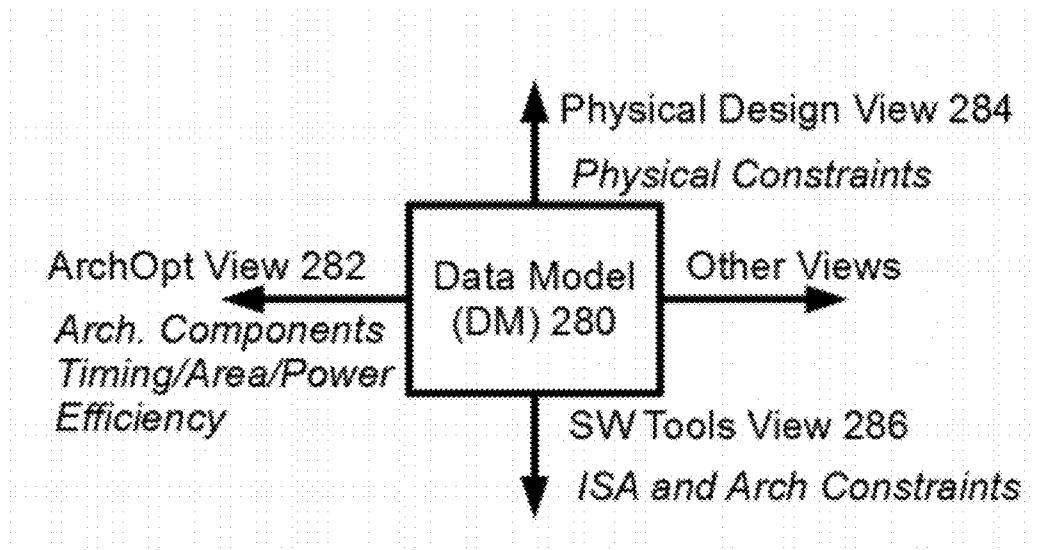 Physical Design View 284
Physical Constraints
ArchOpt View 282
Arch. Components
Timing/Area/Power
Efficiency
Data Model
(DM) 280
Other Views
SW Tools View 286
ISA and Arch Constraints